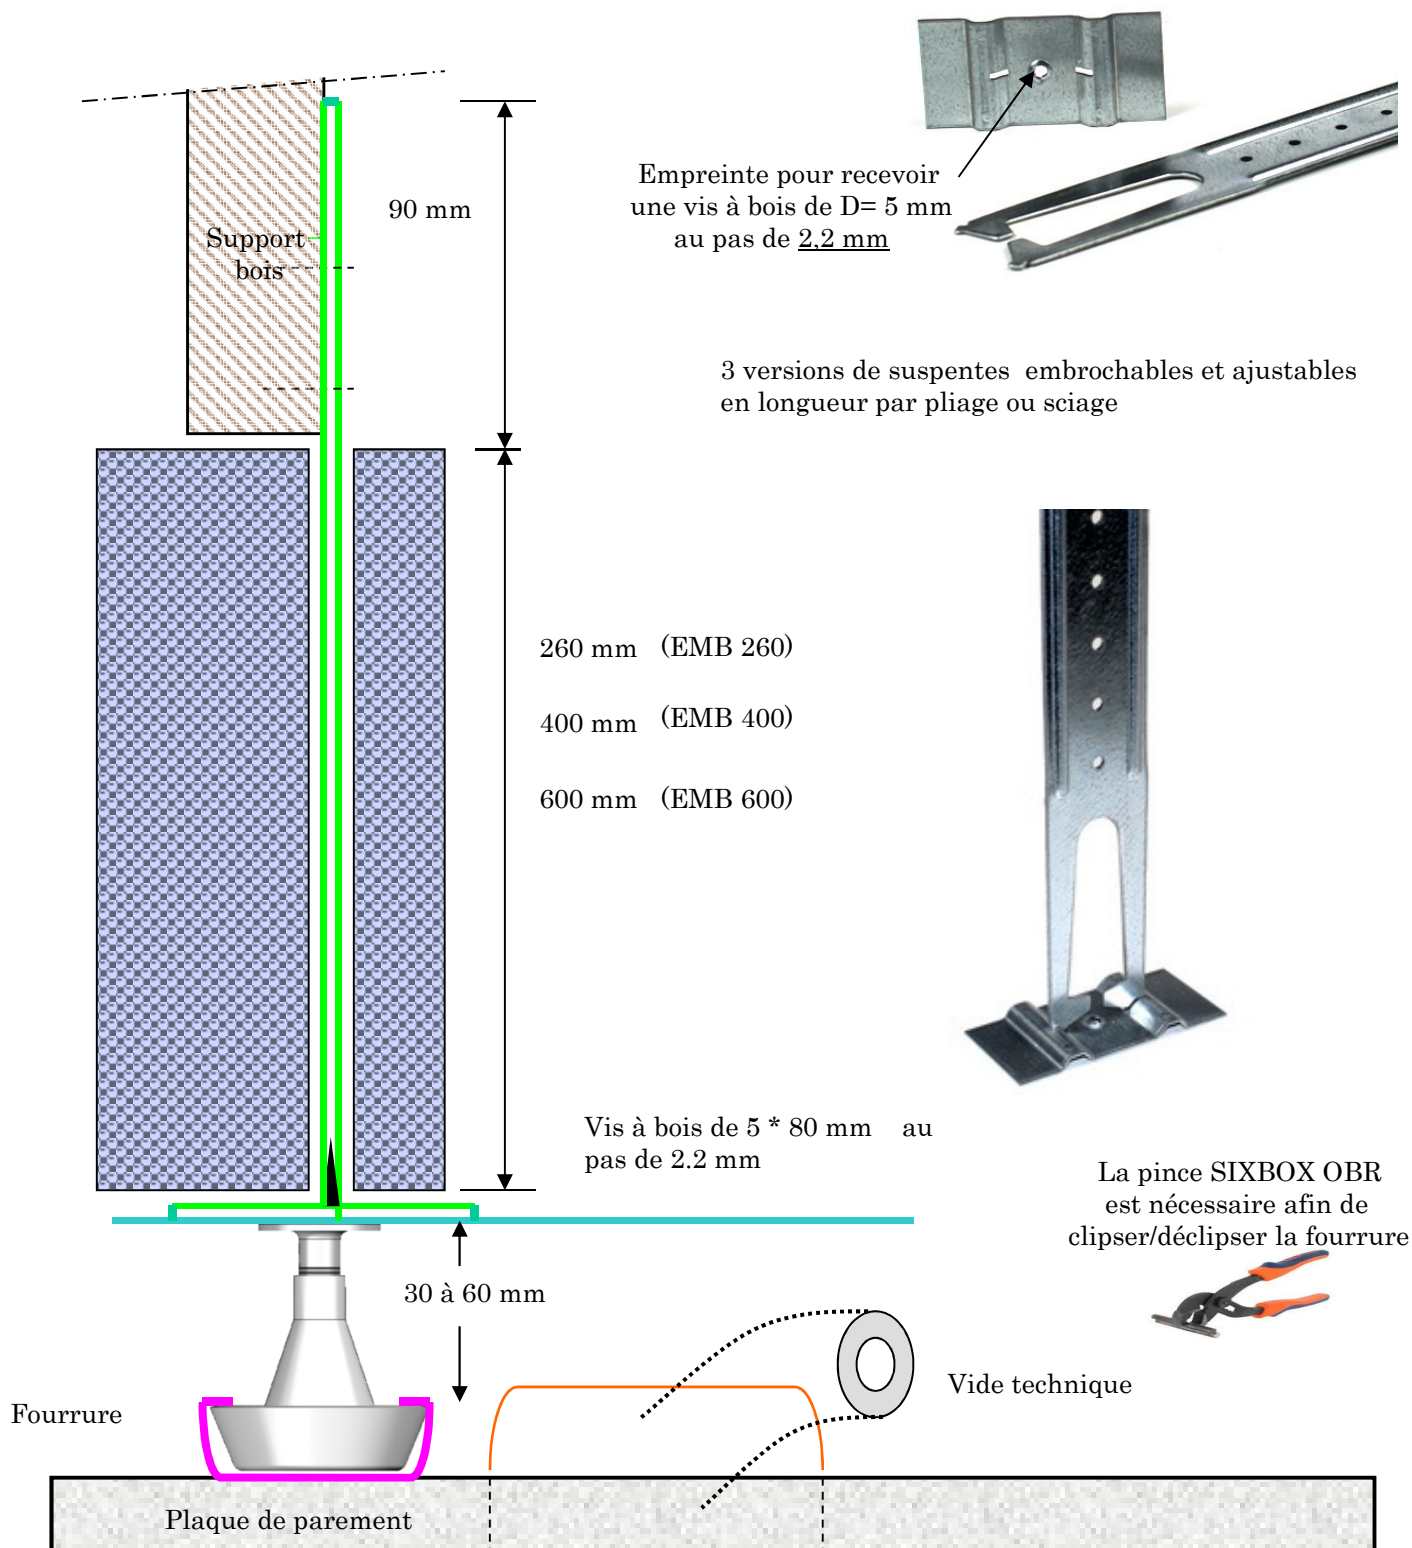 Empreinte pour recevoir
une vis à bois de D= 5 mm
au pas de 2,2 mm
90 mm
Support
bois
3 versions de suspentes embrochables et ajustables
en longueur par pliage ou sciage
260 mm (EMB 260)
400 mm (EMB 400)
600 mm (EMB 600)
Vis à bois de 5 * 80 mm au
pas de 2.2 mm
La pince SIXBOX OBR
est nécessaire afin de
clipser/déclipser la fourrure
30 à 60 mm
Vide technique
Fourrure
Plaque de parement